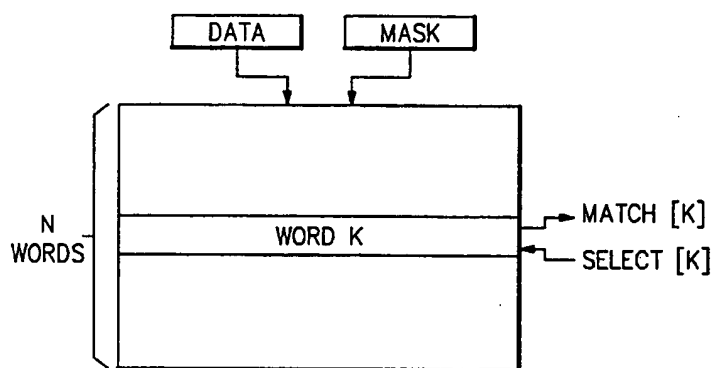 DATA
MASK
N
WORDS
WORD K
MATCH [K]
SELECT [K]